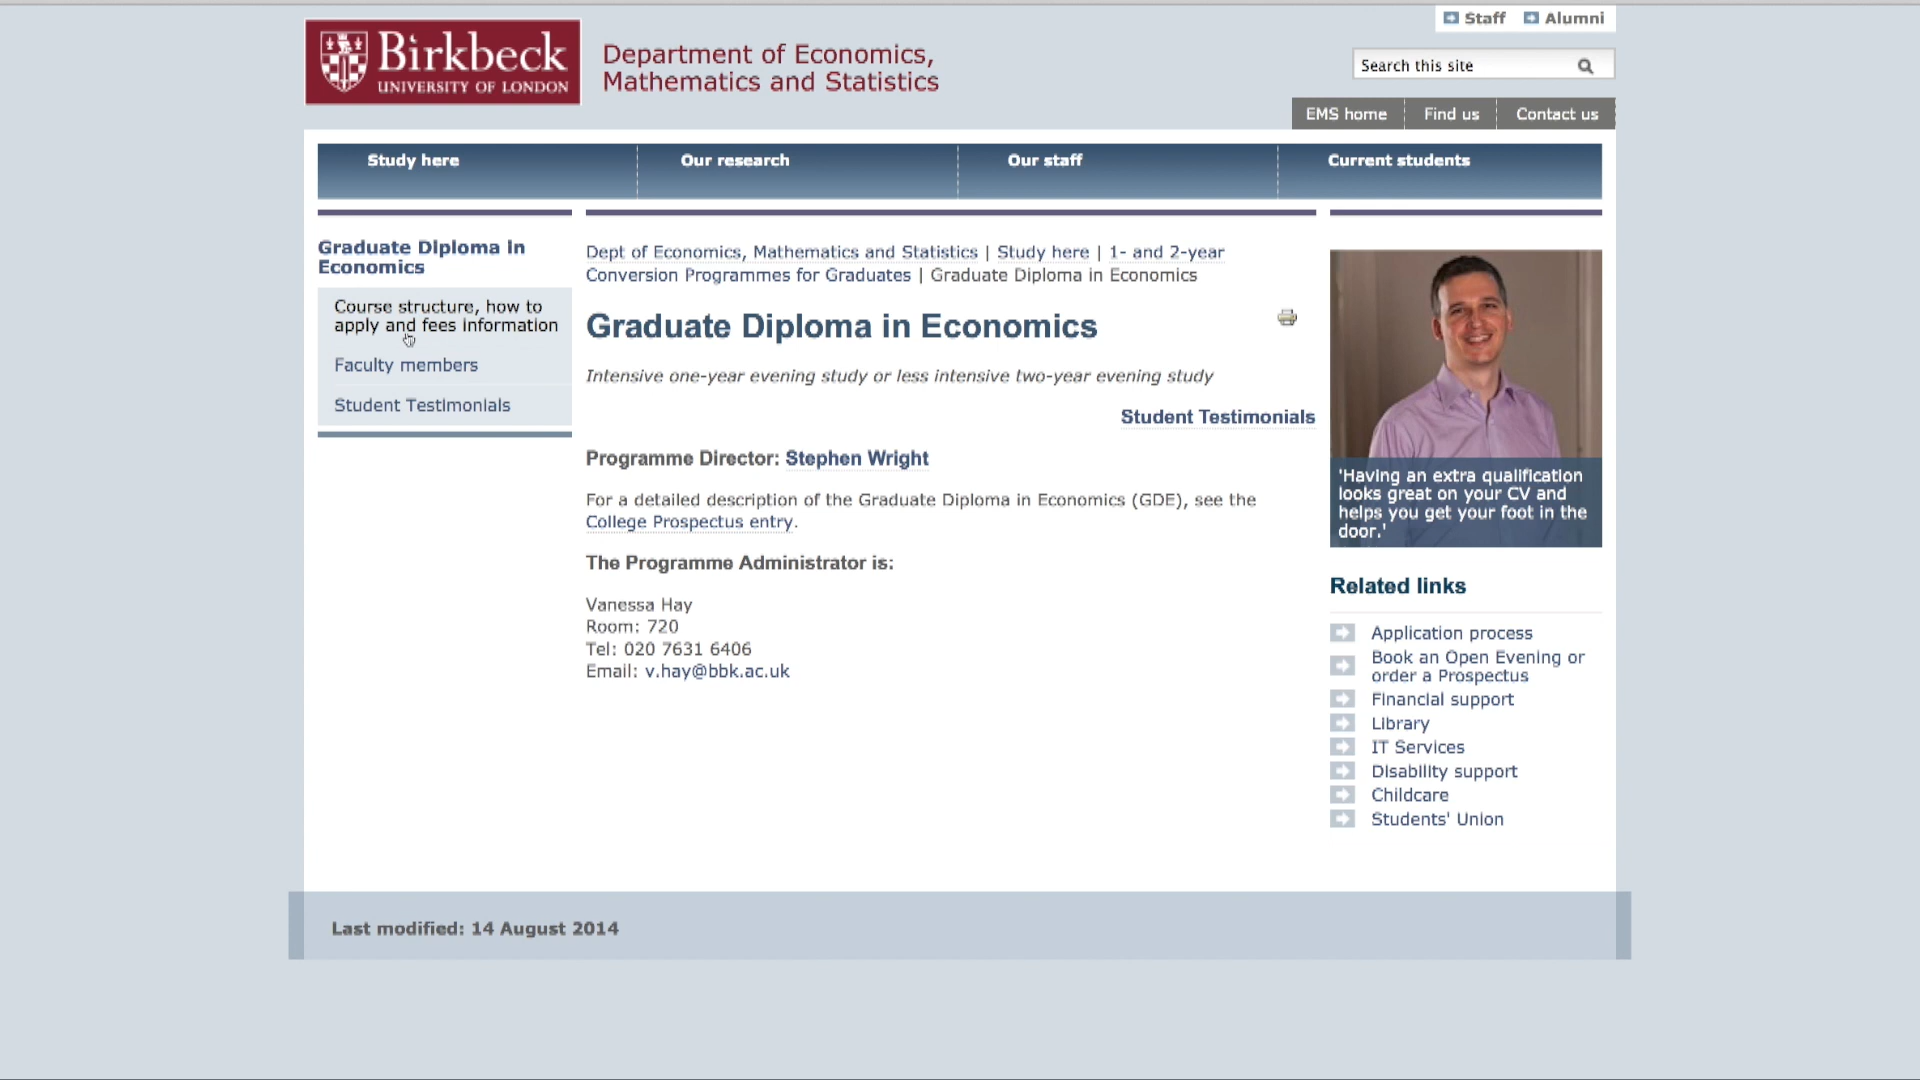 Staff
Alumni
Birkbeck
UNIVERSITY OF LONDON
Department of Economics,
Mathematics and Statistics
Search this site
EMS home
Find us
Contact us
Study here
Our research
Our staff
Current students
Graduate Diploma in
Economics
Course structure, how to
apply and fees information
Faculty members
Student Testimonials
Dept of Economics, Mathematics and Statistics | Study here | 1- and 2-year
Conversion Programmes for Graduates | Graduate Diploma in Economics
Graduate Diploma in Economics
Intensive one-year evening study or less intensive two-year evening study
Student Testimonials
Programme Director: Stephen Wright
For a detailed description of the Graduate Diploma in Economics (GDE), see the
College Prospectus entry.
The Programme Administrator is:
Vanessa Hay
Room: 720
Tel: 020 7631 6406
Email: v.hay@bbk.ac.uk
'Having an extra qualification
looks great on your CV and
helps you get your foot in the
door.'
Related links
Application process
Book an Open Evening or
order a Prospectus
Financial support
Library
IT Services
Disability support
Childcare
Students' Union
Last modified: 14 August 2014